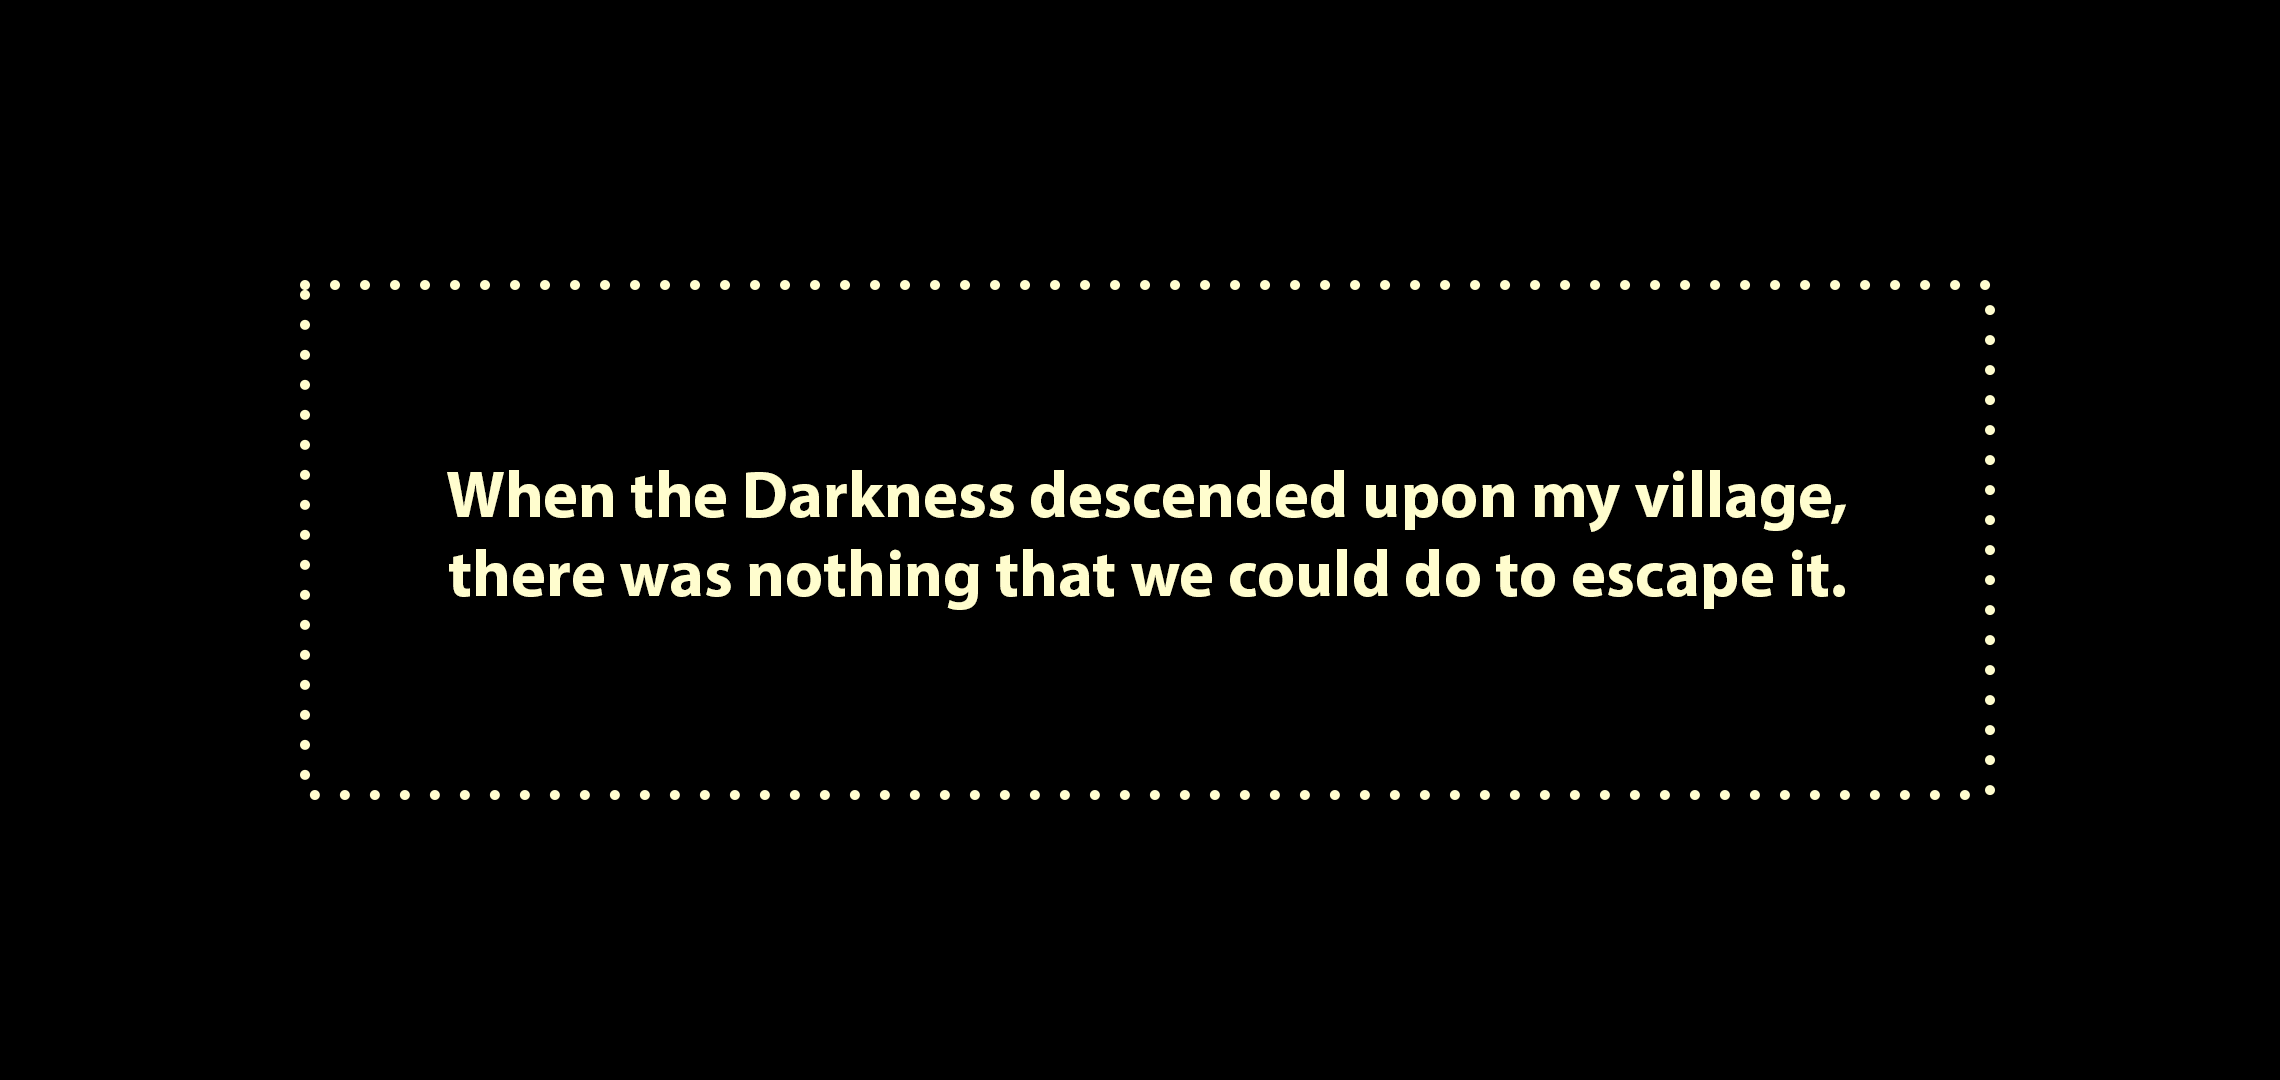 When the Darkness descended upon my village,
there was nothing that we could do to escape it.